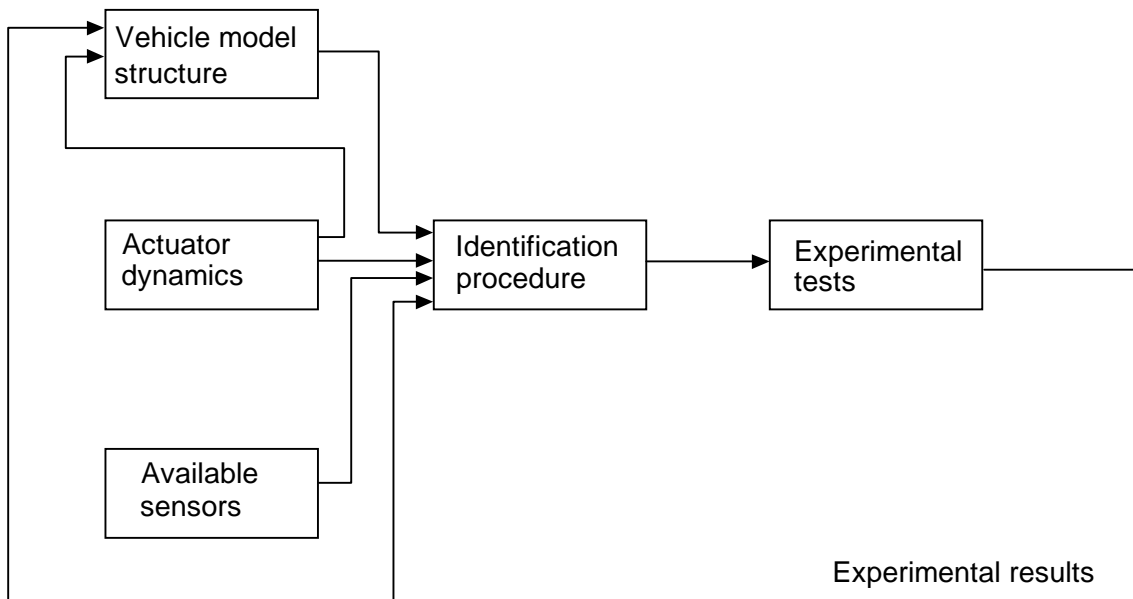 Vehicle model
structure
Actuator
dynamics
Identification
procedure
Experimental
tests
Available
sensors
Experimental results